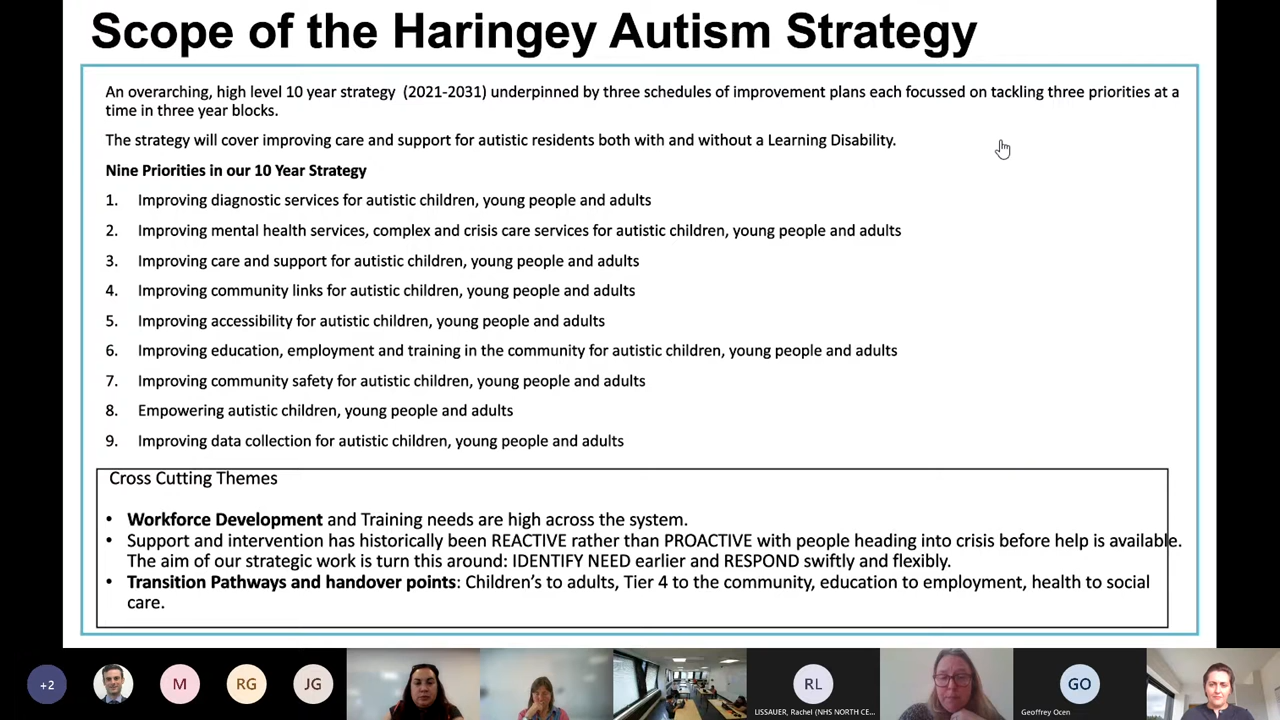 Scope of the Haringey Autism Strategy
An overarching, high level 10 year strategy (2021-2031) underpinned by three schedules of improvement plans each focussed on tackling three priorities at a
time in three year blocks.
The strategy will cover improving care and support for autistic residents both with and without a Learning Disability.
Nine Priorities in our 10 Year Strategy
1. Improving diagnostic services for autistic children, young people and adults
2. Improving mental health services, complex and crisis care services for autistic children, young people and adults
3. Improving care and support for autistic children, young people and adults
4. Improving community links for autistic children, young people and adults
5. Improving accessibility for autistic children, young people and adults
6. Improving education, employment and training in the community for autistic children, young people and adults
7. Improving community safety for autistic children, young people and adults
8. Empowering autistic children, young people and adults
9. Improving data collection for autistic children, young people and adults
Cross Cutting Themes
• Workforce Development and Training needs are high across the system.
• Support and intervention has historically been REACTIVE rather than PROACTIVE with people heading into crisis before help is available.
The aim of our strategic work is turn this around: IDENTIFY NEED earlier and RESPOND swiftly and flexibly.
• Transition Pathways and handover points: Children's to adults, Tier 4 to the community, education to employment, health to social
care.
+2 M RG JG RL GO
LISSAUER, Rachel (NHS NORTH CE... Geoffrey Ocen